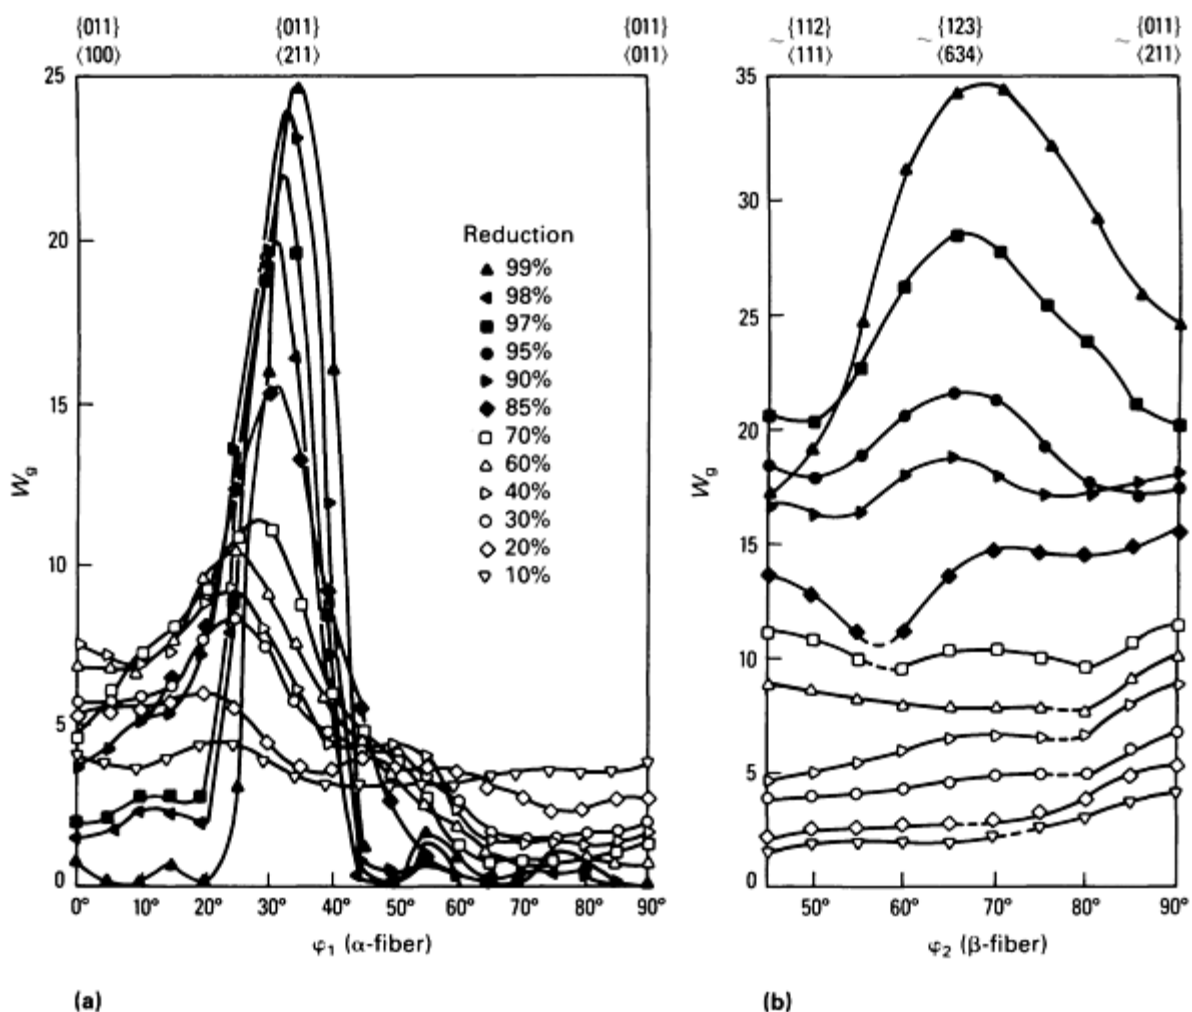 {011} {011} {011}
⟨100⟩ ⟨211⟩ ⟨011⟩
25
20
15
10
5
0
W_g
0° 10° 20° 30° 40° 50° 60° 70° 80° 90°
φ₁ (α-fiber)
Reduction
99%
98%
97%
95%
90%
85%
70%
60%
40%
30%
20%
10%
(a)
~ {112} ~ {123} ~ {011}
⟨111⟩ ⟨634⟩ ⟨211⟩
35
30
25
20
15
10
5
0
W_g
50° 60° 70° 80° 90°
φ₂ (β-fiber)
(b)